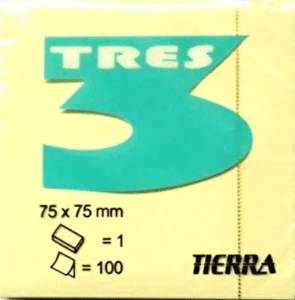 TRES
3
75 x 75 mm
= 1
= 100
TIERRA